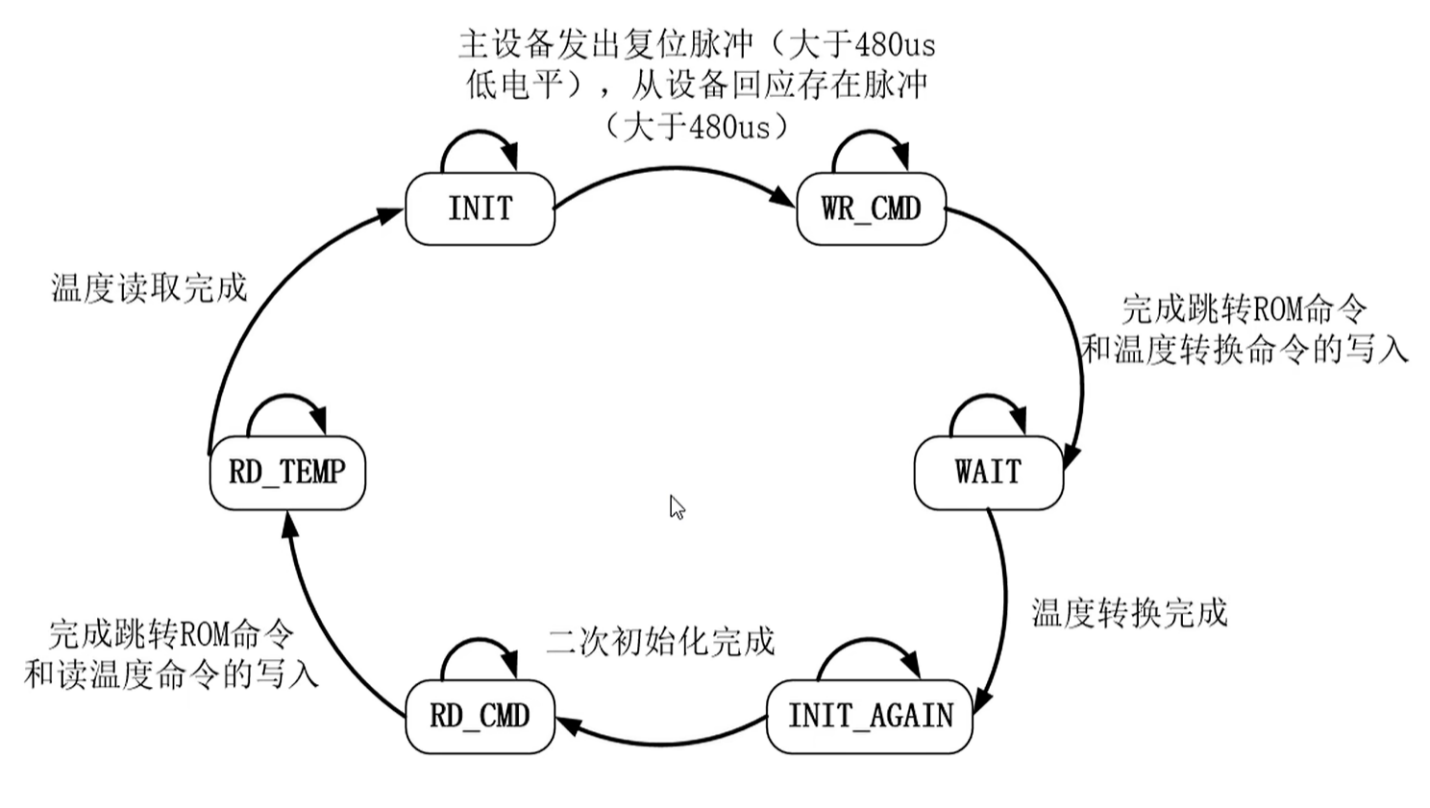 主设备发出复位脉冲（大于480us
低电平），从设备回应存在脉冲
（大于480us）
INIT
WR_CMD
温度读取完成
完成跳转ROM命令
和温度转换命令的写入
RD_TEMP
WAIT
温度转换完成
完成跳转ROM命令
和读温度命令的写入
二次初始化完成
RD_CMD
INIT_AGAIN